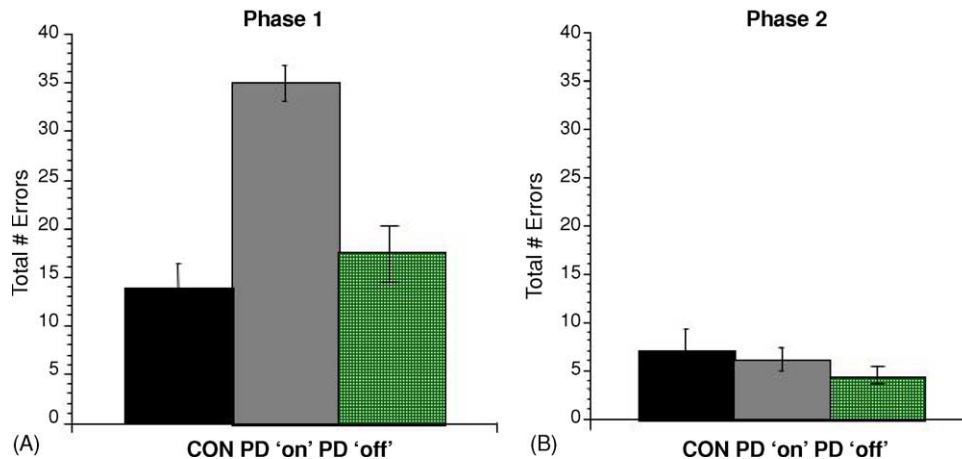 Phase 1
40
35
30
25
20
15
10
5
0
Total # Errors
(A)
CON PD ‘on’ PD ‘off’
Phase 2
40
35
30
25
20
15
10
5
0
Total # Errors
(B)
CON PD ‘on’ PD ‘off’